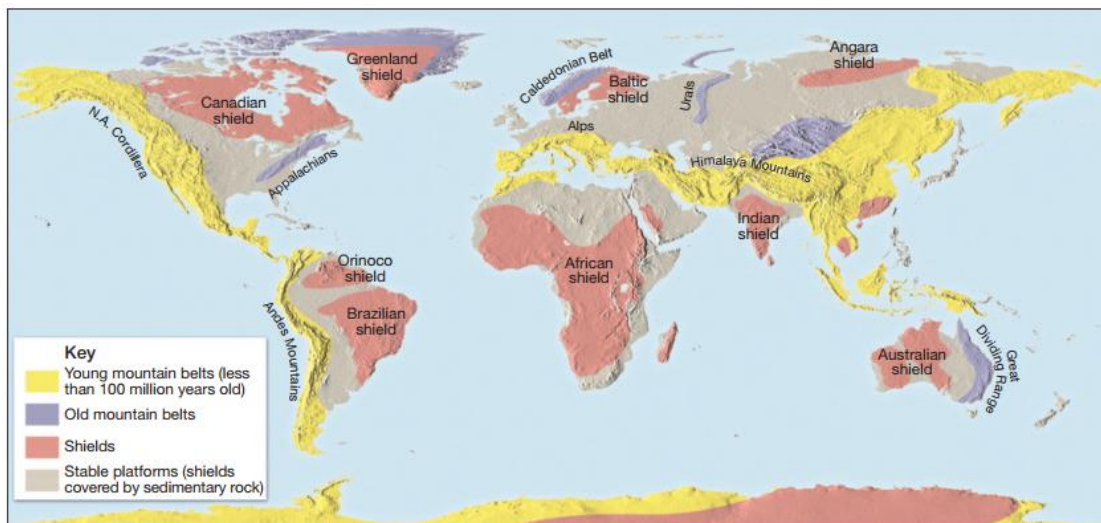 Greenland
shield
Canadian
shield
N.A. Cordillera
Appalachians
Caldedonian Belt
Baltic
shield
Urals
Angara
shield
Alps
Himalaya Mountains
Indian
shield
African
shield
Orinoco
shield
Brazilian
shield
Andes Mountains
Australian
shield
Great
Dividing Range
Key
Young mountain belts (less
than 100 million years old)
Old mountain belts
Shields
Stable platforms (shields
covered by sedimentary rock)